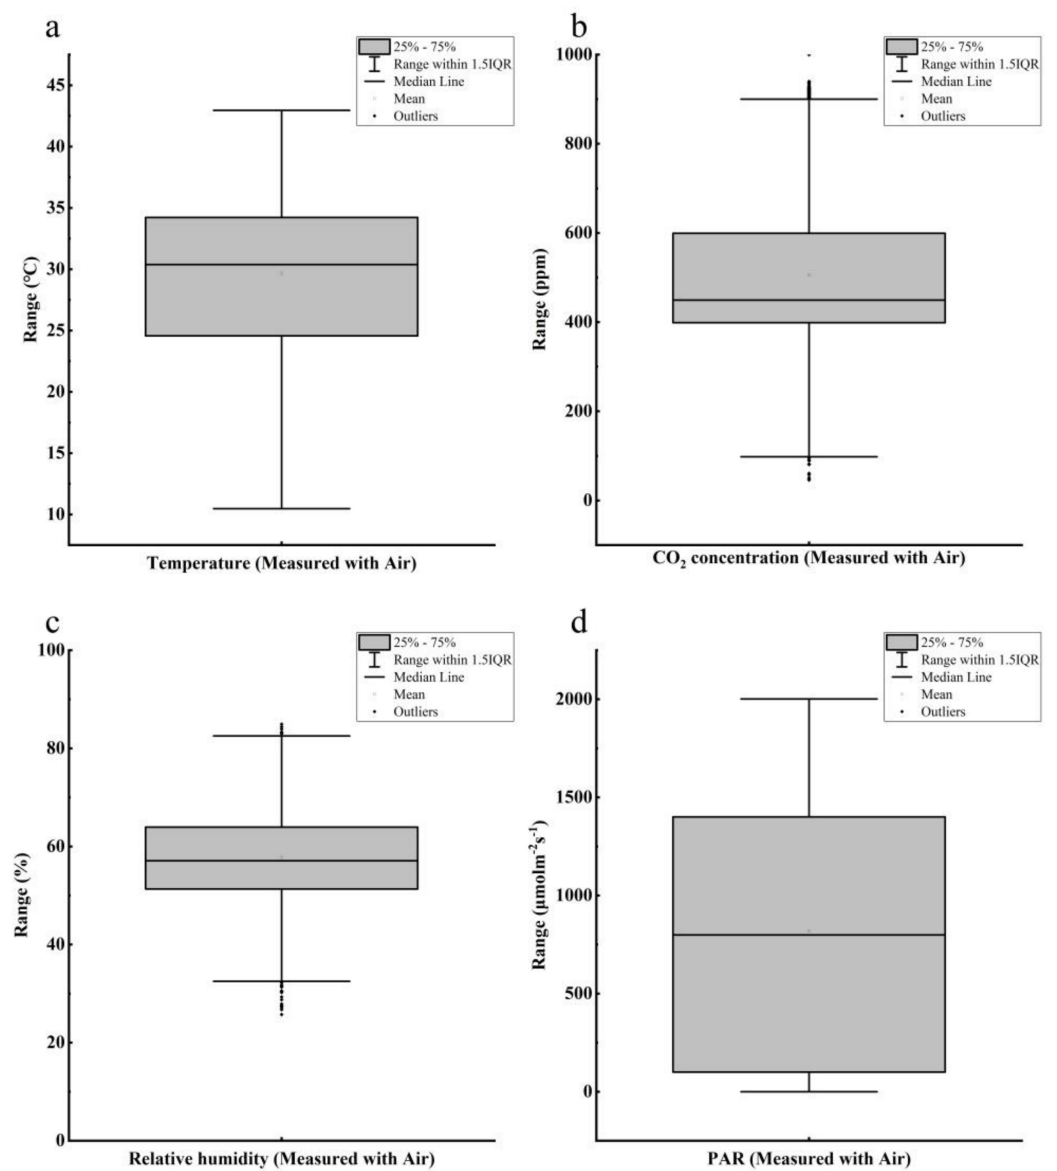 a
25% - 75%
Range within 1.5IQR
Median Line
Mean
Outliers
45
40
35
30
25
20
15
10
Range (°C)
Temperature (Measured with Air)
b
25% - 75%
Range within 1.5IQR
Median Line
Mean
Outliers
1000
800
600
400
200
0
Range (ppm)
CO₂ concentration (Measured with Air)
c
25% - 75%
Range within 1.5IQR
Median Line
Mean
Outliers
100
80
60
40
20
0
Range (%)
Relative humidity (Measured with Air)
d
25% - 75%
Range within 1.5IQR
Median Line
Mean
Outliers
2000
1500
1000
500
0
Range (μmolm⁻²s⁻¹)
PAR (Measured with Air)